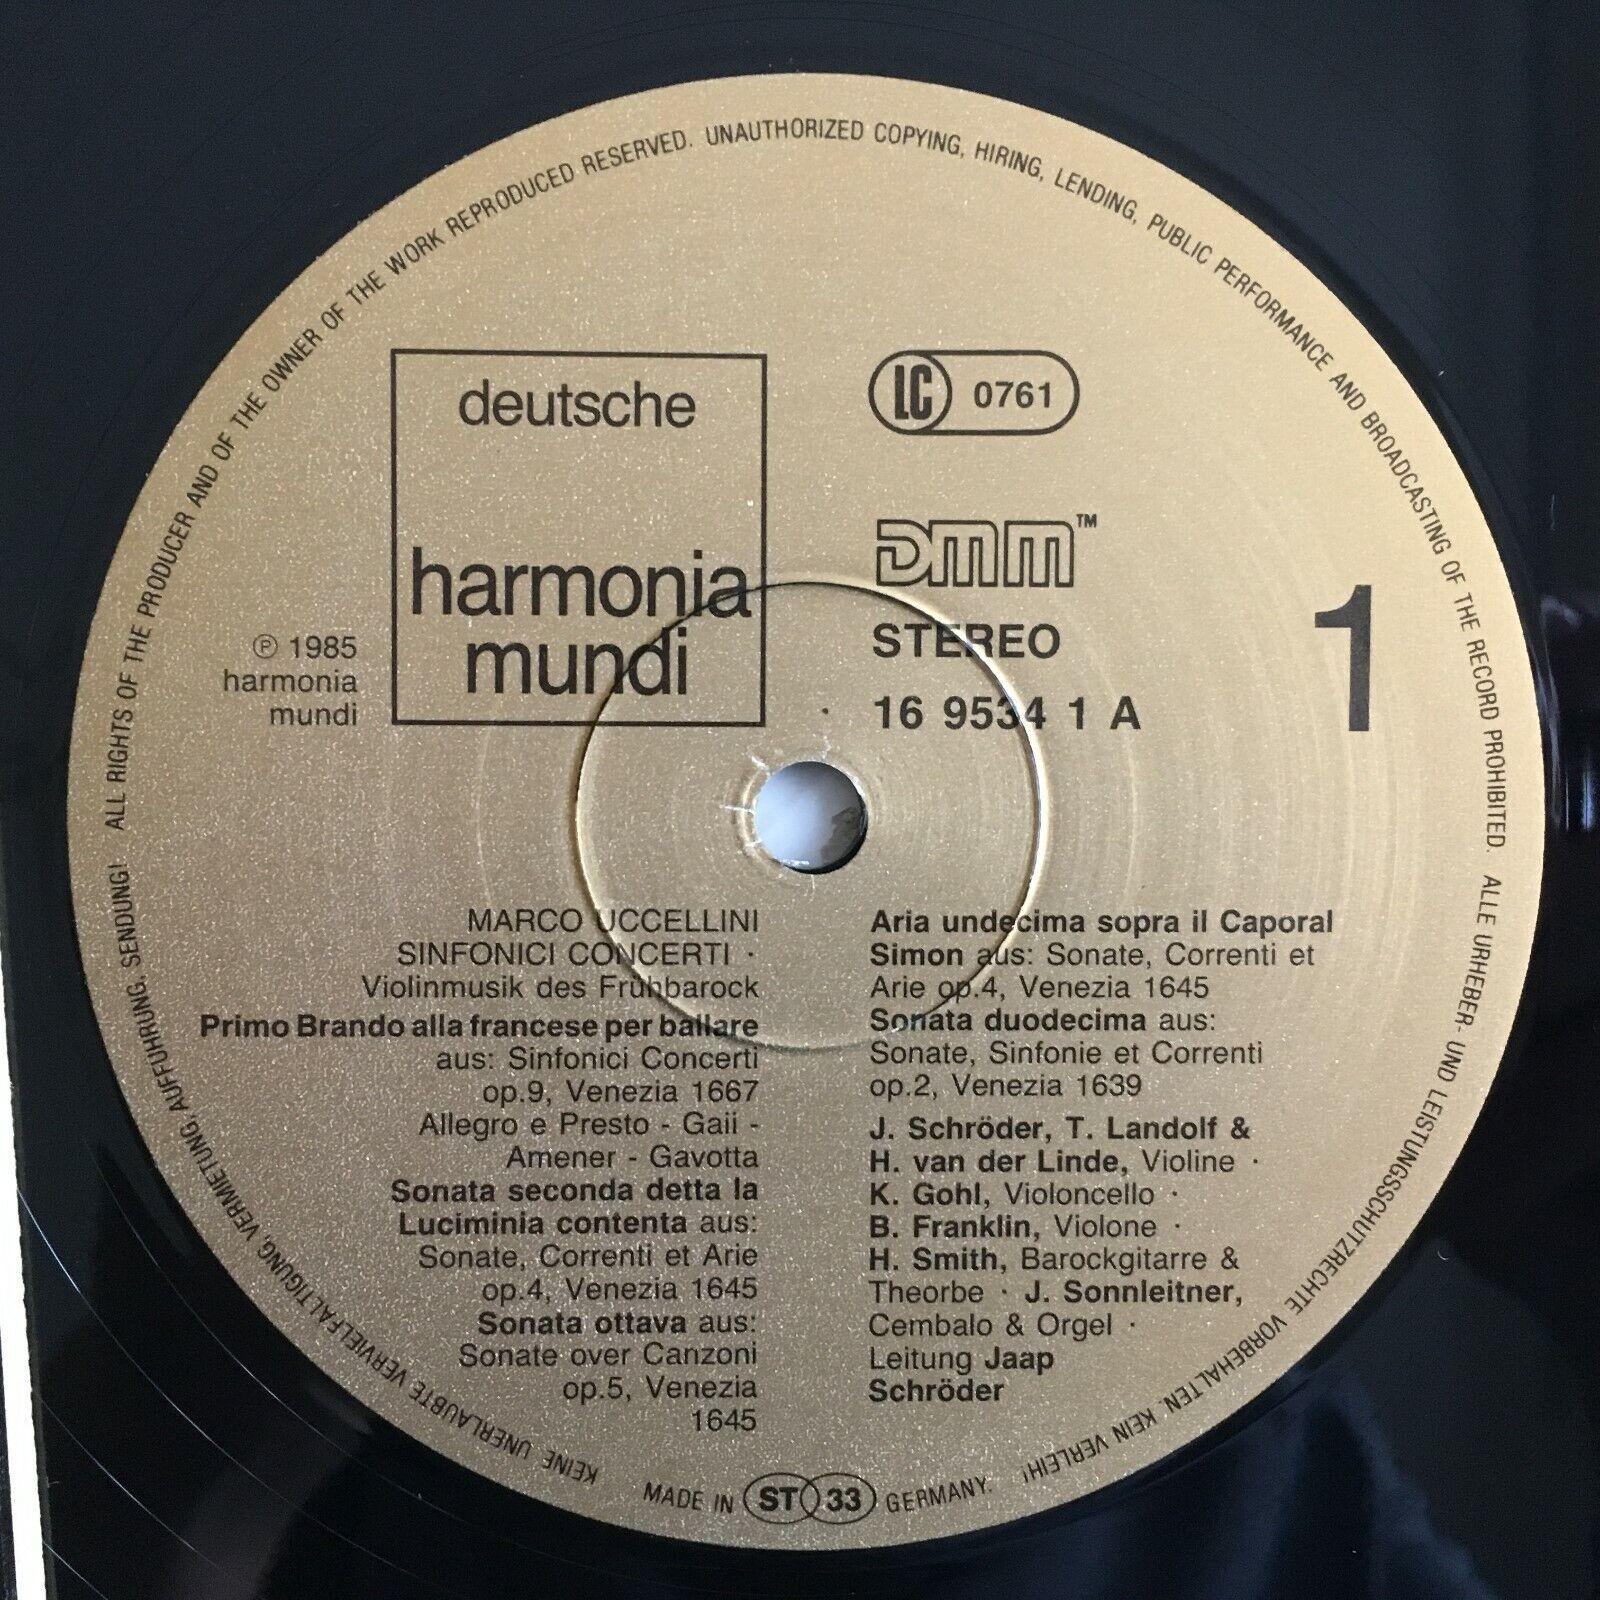 ALL RIGHTS OF THE PRODUCER AND OF THE OWNER OF THE WORK REPRODUCED RESERVED. UNAUTHORIZED COPYING, HIRING, LENDING, PUBLIC PERFORMANCE AND BROADCASTING OF THE RECORD PROHIBITED.
ALLE URHEBER- UND LEISTUNGSSCHUTZRECHTE VORBEHALTEN. KEIN VERLEIH!
KEINE UNERLAUBTE VERVIELFÄLTIGUNG, VERMIETUNG, AUFFÜHRUNG, SENDUNG!
deutsche
harmonia
mundi
℗ 1985
harmonia
mundi
LC 0761
DMM™
STEREO
16 9534 1 A
1
MARCO UCCELLINI
SINFONICI CONCERTI ·
Violinmusik des Frühbarock
Primo Brando alla francese per ballare
aus: Sinfonici Concerti
op.9, Venezia 1667
Allegro e Presto - Gaii -
Amener - Gavotta
Sonata seconda detta la
Luciminia contenta aus:
Sonate, Correnti et Arie
op.4, Venezia 1645
Sonata ottava aus:
Sonate over Canzoni
op.5, Venezia
1645
Aria undecima sopra il Caporal
Simon aus: Sonate, Correnti et
Arie op.4, Venezia 1645
Sonata duodecima aus:
Sonate, Sinfonie et Correnti
op.2, Venezia 1639
J. Schröder, T. Landolf &
H. van der Linde, Violine ·
K. Gohl, Violoncello ·
B. Franklin, Violone ·
H. Smith, Barockgitarre &
Theorbe · J. Sonnleitner,
Cembalo & Orgel ·
Leitung Jaap
Schröder
MADE IN ST 33 GERMANY.